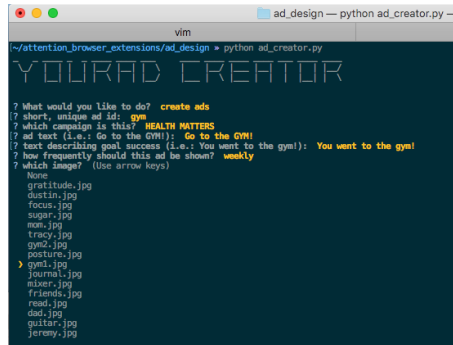 ad_design — python ad_creator.py —
vim
~/attention_browser_extensions/ad_design » python ad_creator.py
YOURAD CREATR
? What would you like to do? create ads
? short, unique ad id: gym
? which campaign is this? HEALTH MATTERS
[? ad text (i.e.: Go to the GYM!): Go to the GYM!
[? text describing goal success (i.e.: You went to the gym!): You went to the gym!
? how frequently should this ad be shown? weekly
? which image? (Use arrow keys)
None
gratitude.jpg
dustin.jpg
focus.jpg
sugar.jpg
mom.jpg
tracy.jpg
gym2.jpg
posture.jpg
❯ gym1.jpg
journal.jpg
mixer.jpg
friends.jpg
read.jpg
dad.jpg
guitar.jpg
jeremy.jpg